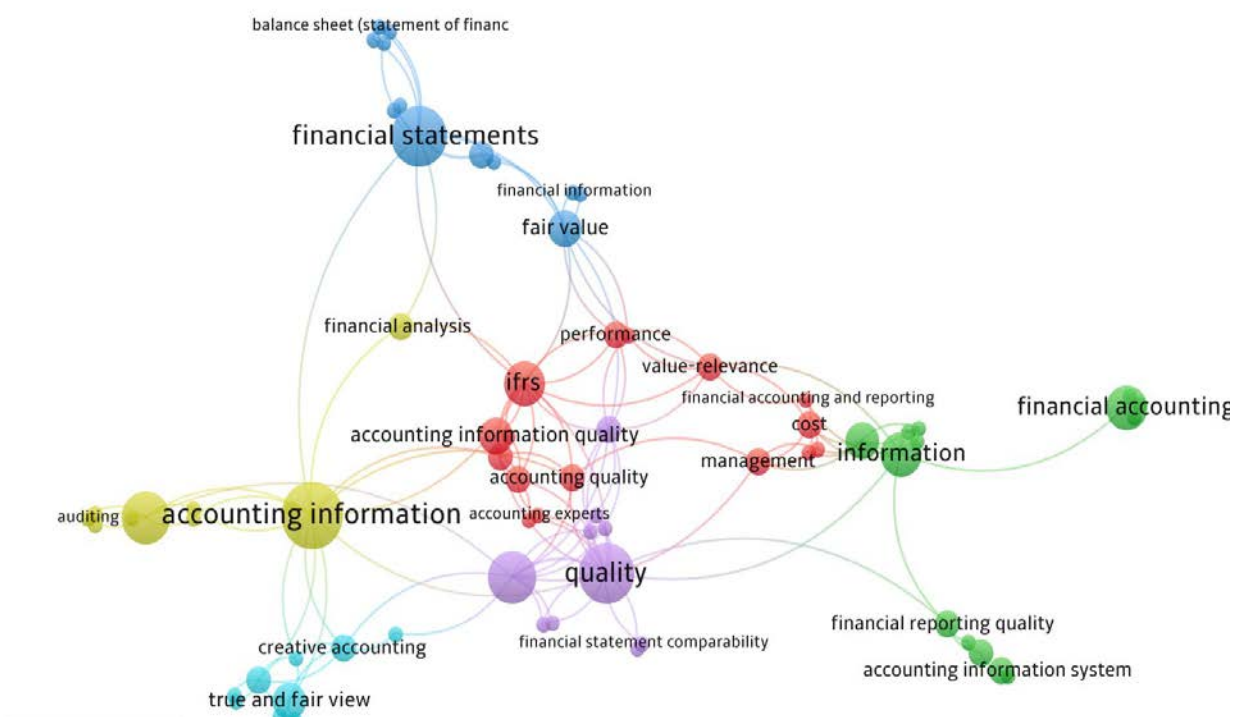 balance sheet (statement of financ
financial statements
financial information
fair value
financial analysis
performance
value-relevance
ifrs
financial accounting and reporting
financial accounting
cost
accounting information quality
information
management
accounting quality
accounting experts
accounting information
auditing
quality
financial reporting quality
financial statement comparability
creative accounting
accounting information system
true and fair view